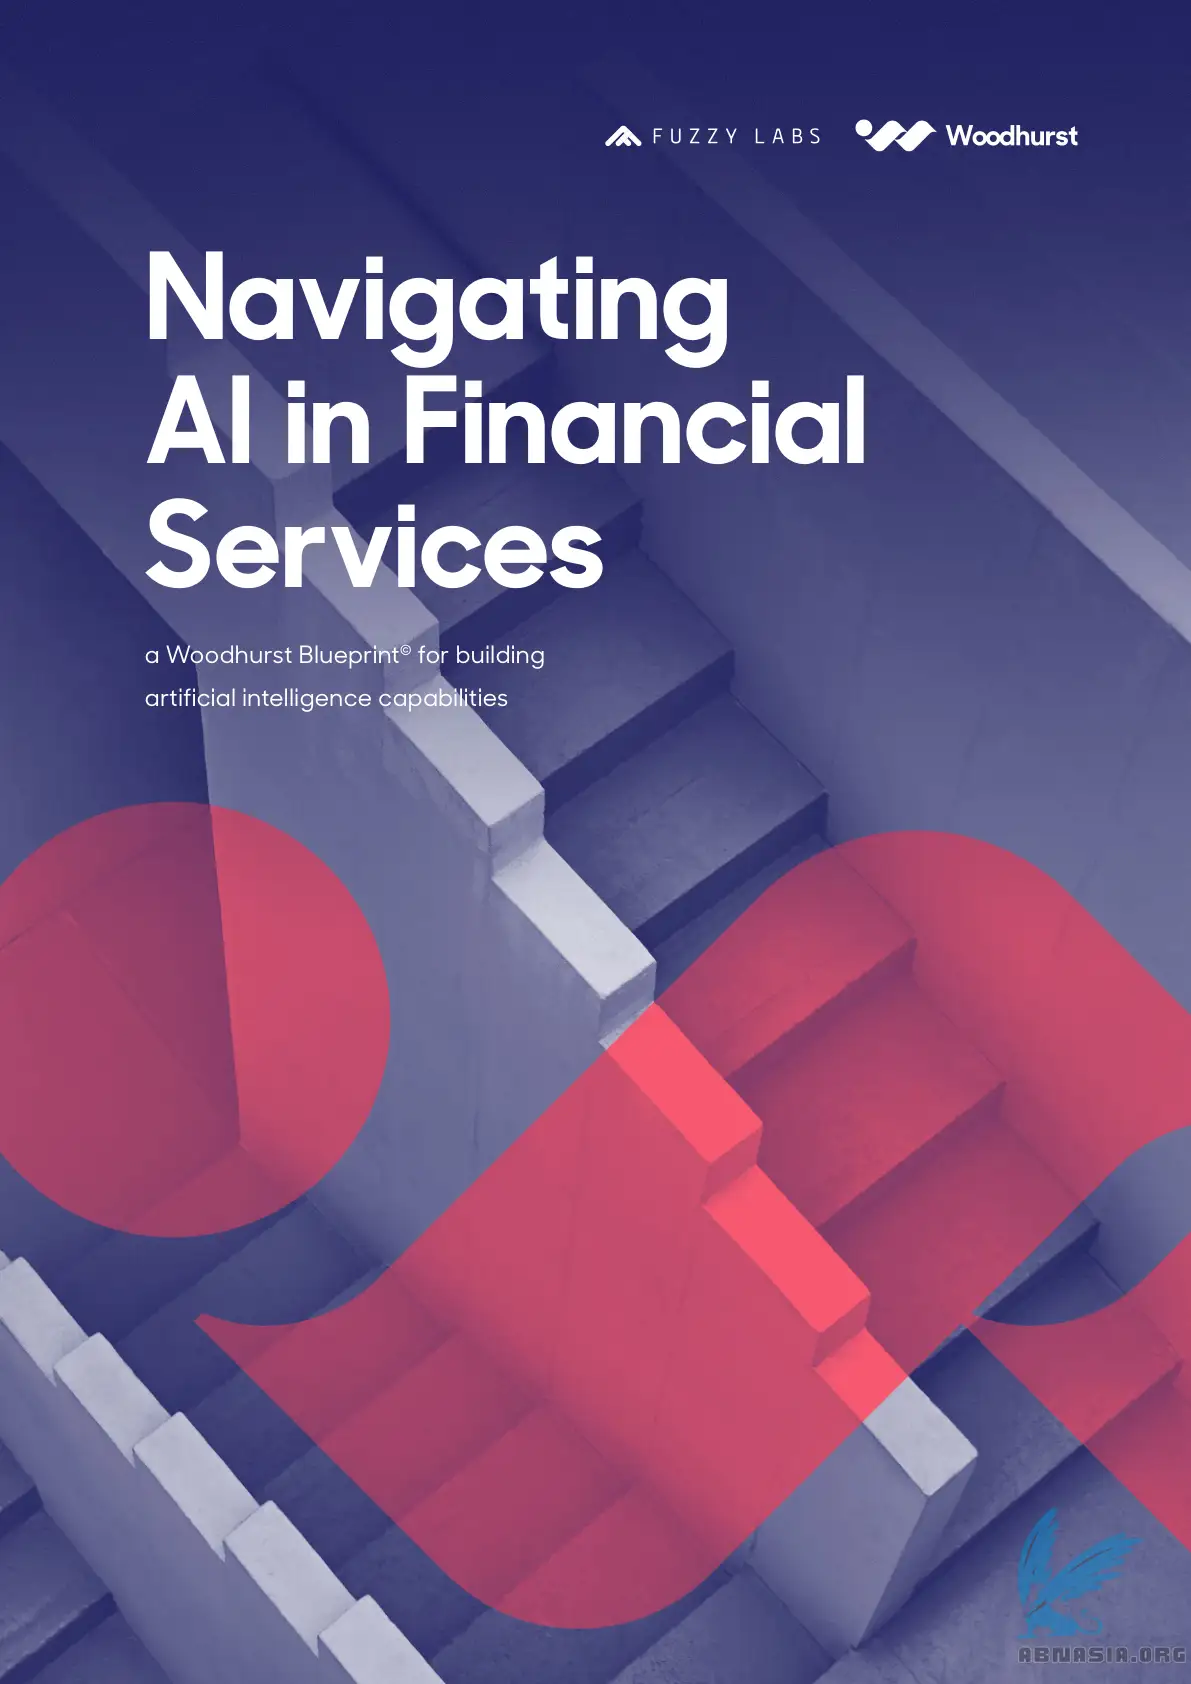 FUZZY LABS Woodhurst
Navigating
AI in Financial
Services
a Woodhurst Blueprint© for building
artificial intelligence capabilities
ABNASIA.ORG